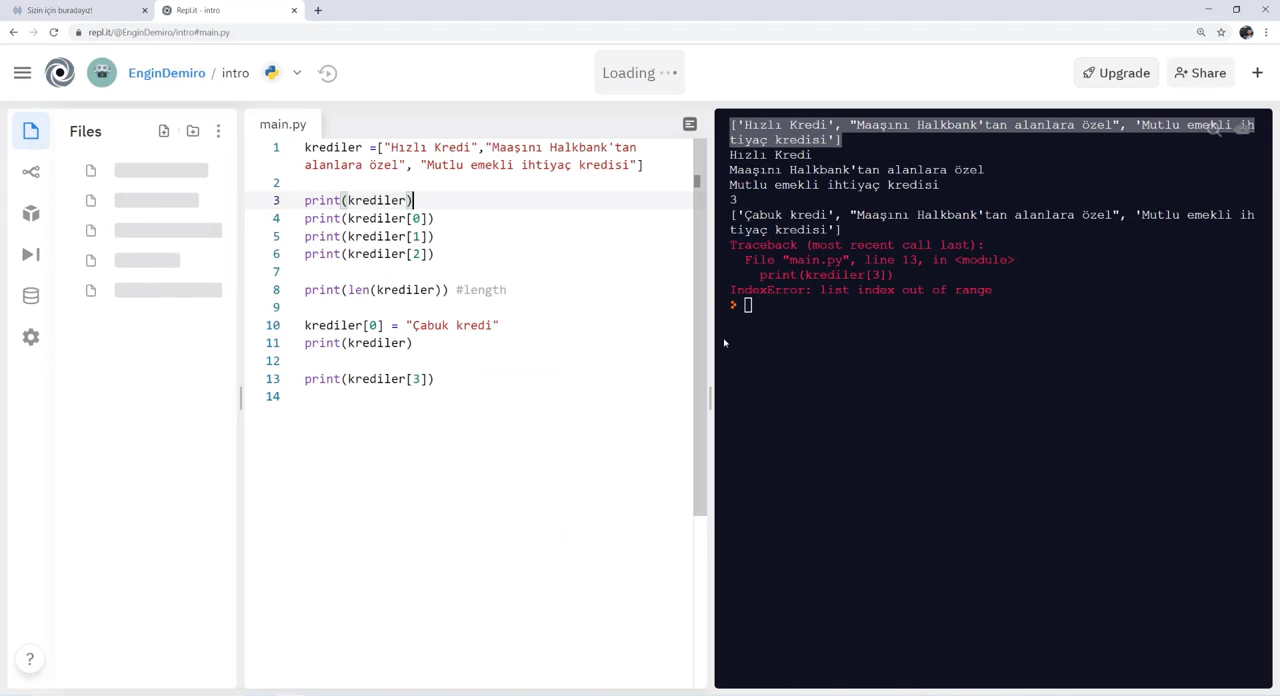 Sizin için buradayız!
Repl.it - intro
repl.it/@EnginDemiro/intro#main.py
EnginDemiro / intro
Loading
Upgrade
Share
Files
main.py
1 krediler =["Hızlı Kredi","Maaşını Halkbank'tan
alanlara özel", "Mutlu emekli ihtiyaç kredisi"]
2
3 print(krediler)
4 print(krediler[0])
5 print(krediler[1])
6 print(krediler[2])
7
8 print(len(krediler)) #length
9
10 krediler[0] = "Çabuk kredi"
11 print(krediler)
12
13 print(krediler[3])
14
['Hızlı Kredi', "Maaşını Halkbank'tan alanlara özel", 'Mutlu emekli ih
tiyaç kredisi']
Hızlı Kredi
Maaşını Halkbank'tan alanlara özel
Mutlu emekli ihtiyaç kredisi
3
['Çabuk kredi', "Maaşını Halkbank'tan alanlara özel", 'Mutlu emekli ih
tiyaç kredisi']
Traceback (most recent call last):
File "main.py", line 13, in <module>
print(krediler[3])
IndexError: list index out of range
?